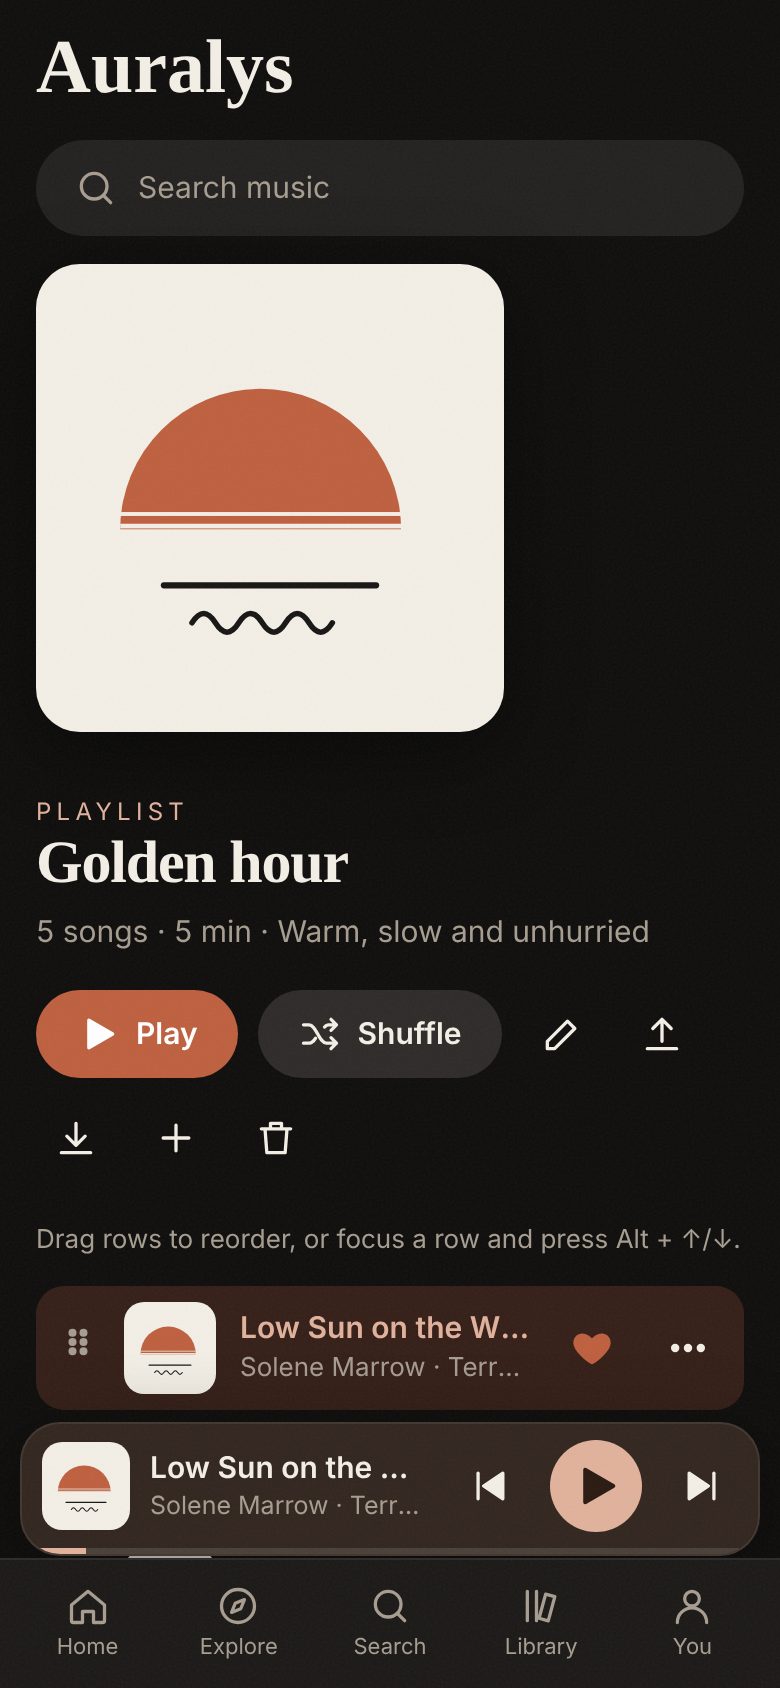 Auralys
Search music
PLAYLIST
Golden hour
5 songs · 5 min · Warm, slow and unhurried
Play
Shuffle
Drag rows to reorder, or focus a row and press Alt + ↑/↓.
Low Sun on the W...
Solene Marrow · Terr...
Low Sun on the ...
Solene Marrow · Terr...
Home
Explore
Search
Library
You